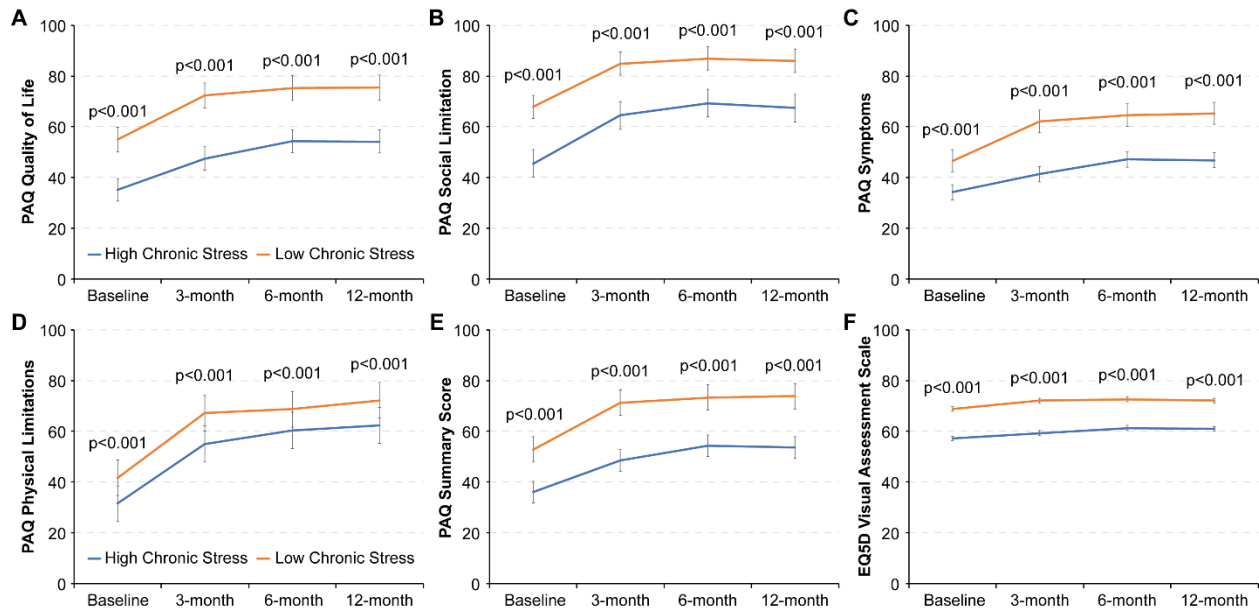 A
PAQ Quality of Life
100
80
60
40
20
0
p<0.001
p<0.001
p<0.001
p<0.001
High Chronic Stress
Low Chronic Stress
Baseline 3-month 6-month 12-month
B
PAQ Social Limitation
100
80
60
40
20
0
p<0.001
p<0.001
p<0.001
p<0.001
Baseline 3-month 6-month 12-month
C
PAQ Symptoms
100
80
60
40
20
0
p<0.001
p<0.001
p<0.001
p<0.001
Baseline 3-month 6-month 12-month
D
PAQ Physical Limitations
100
80
60
40
20
0
p<0.001
p<0.001
p<0.001
p<0.001
High Chronic Stress
Low Chronic Stress
Baseline 3-month 6-month 12-month
E
PAQ Summary Score
100
80
60
40
20
0
p<0.001
p<0.001
p<0.001
p<0.001
Baseline 3-month 6-month 12-month
F
EQ5D Visual Assessment Scale
100
80
60
40
20
0
p<0.001
p<0.001
p<0.001
p<0.001
Baseline 3-month 6-month 12-month